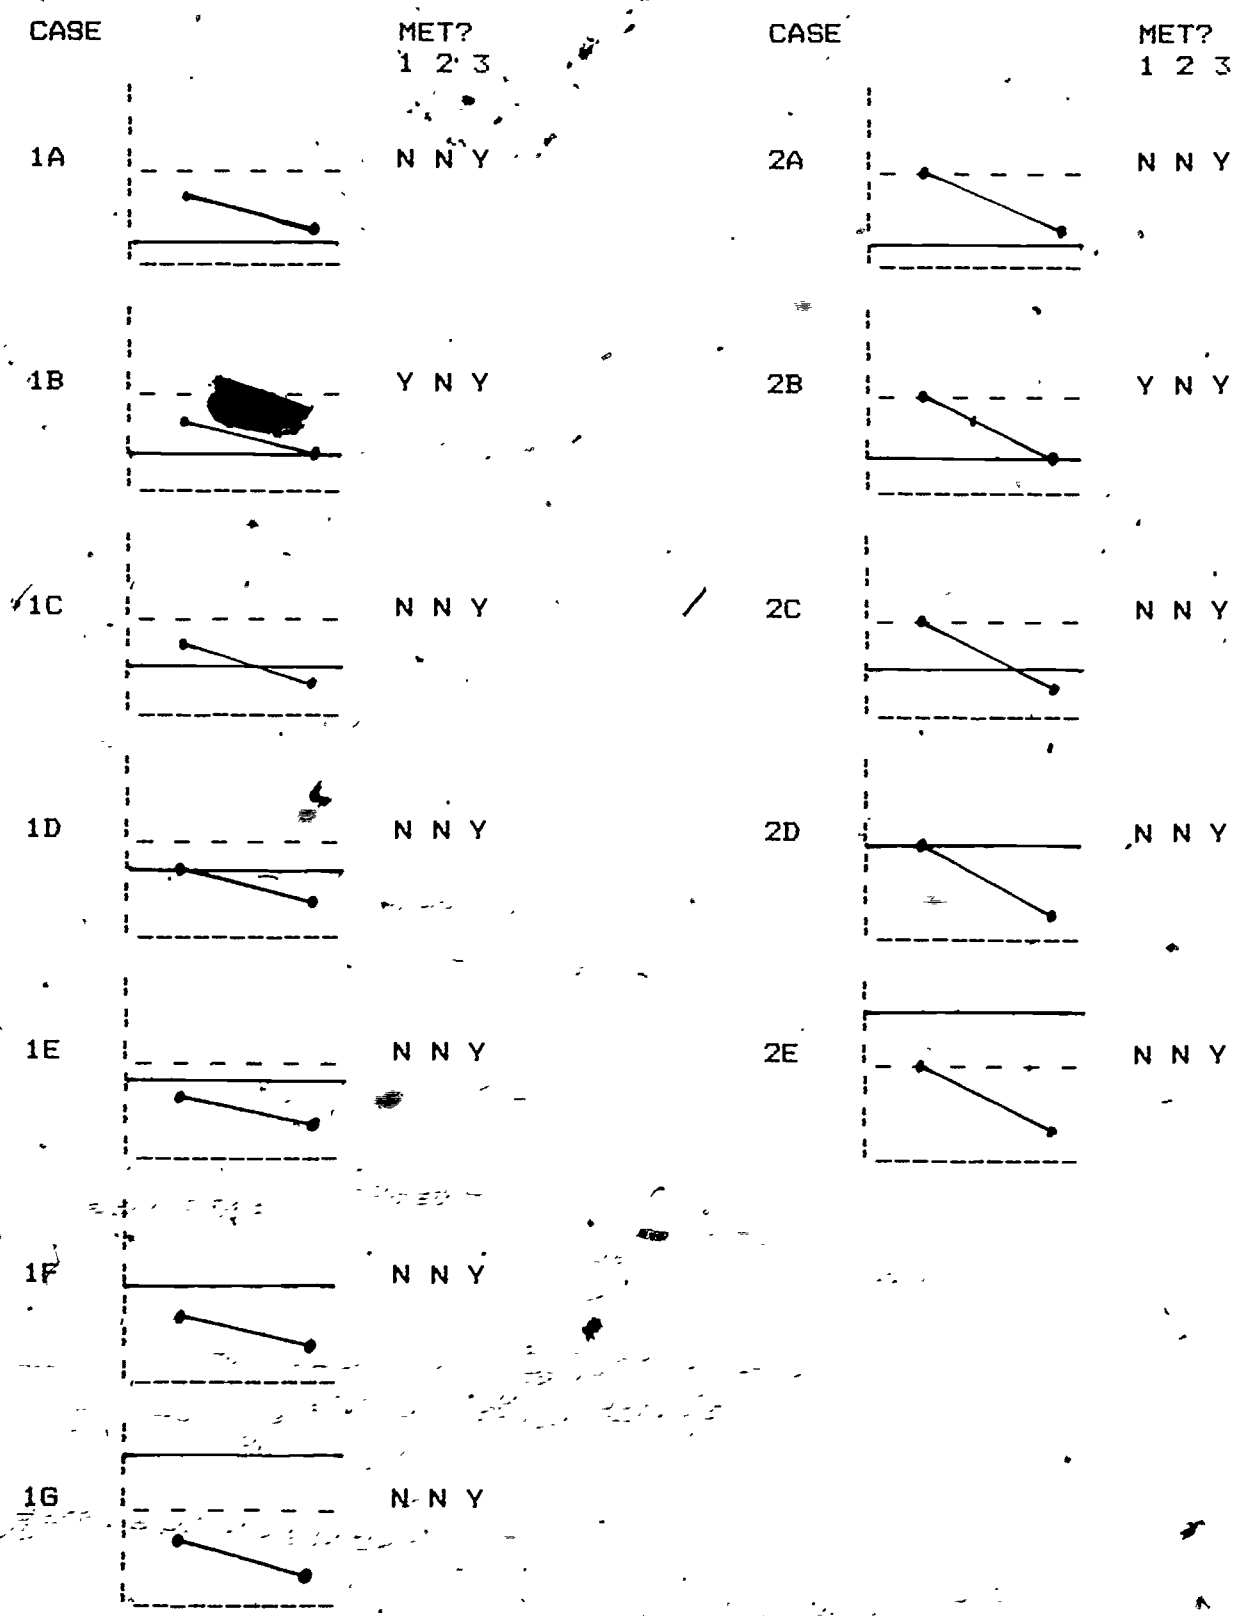 CASE MET? CASE MET?
1 2 3 1 2 3
1A N N Y 2A N N Y
1B Y N Y 2B Y N Y
1C N N Y 2C N N Y
1D N N Y 2D N N Y
1E N N Y 2E N N Y
1F N N Y
1G N N Y